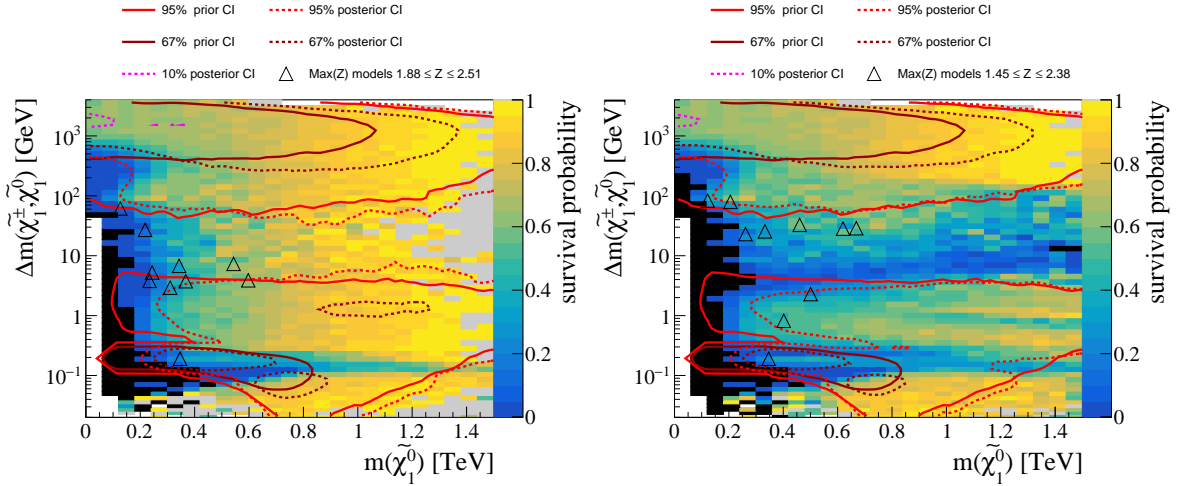 95% prior CI
95% posterior CI
67% prior CI
67% posterior CI
10% posterior CI
Max(Z) models 1.88 ≤ Z ≤ 2.51
Δm(χ̃₁±,χ̃₁⁰) [GeV]
10³
10²
10
1
10⁻¹
0 0.2 0.4 0.6 0.8 1 1.2 1.4
m(χ̃₁⁰) [TeV]
1
0.8
0.6
0.4
0.2
0
survival probability
95% prior CI
95% posterior CI
67% prior CI
67% posterior CI
10% posterior CI
Max(Z) models 1.45 ≤ Z ≤ 2.38
Δm(χ̃₁±,χ̃₁⁰) [GeV]
10³
10²
10
1
10⁻¹
0 0.2 0.4 0.6 0.8 1 1.2 1.4
m(χ̃₁⁰) [TeV]
1
0.8
0.6
0.4
0.2
0
survival probability